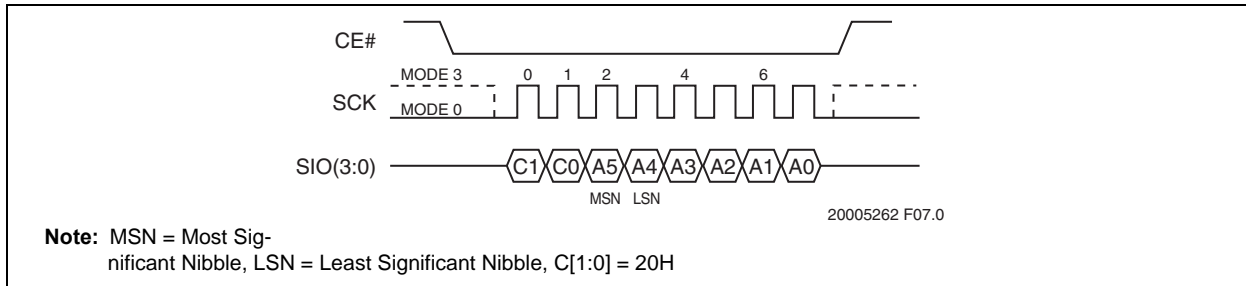 CE#
MODE 3 0 1 2 4 6
SCK
MODE 0
SIO(3:0) C1 C0 A5 A4 A3 A2 A1 A0
MSN LSN
20005262 F07.0
Note: MSN = Most Sig-
nificant Nibble, LSN = Least Significant Nibble, C[1:0] = 20H